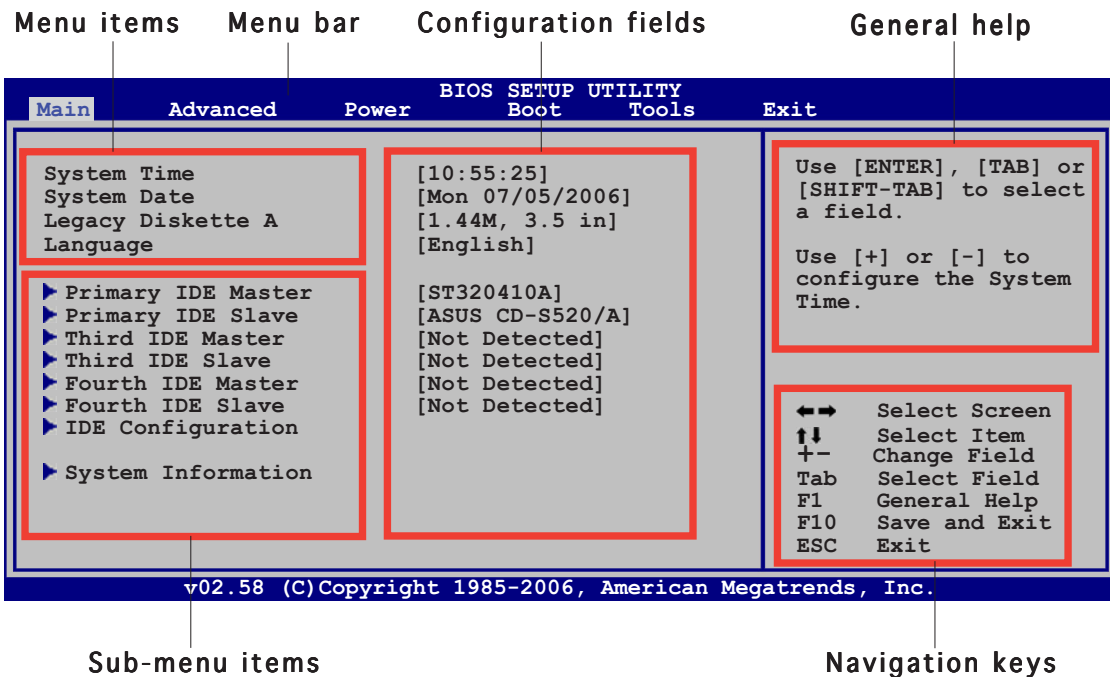 Menu items Menu bar Configuration fields General help
BIOS SETUP UTILITY
Main Advanced Power Boot Tools Exit
System Time [10:55:25]
System Date [Mon 07/05/2006]
Legacy Diskette A [1.44M, 3.5 in]
Language [English]
Primary IDE Master [ST320410A]
Primary IDE Slave [ASUS CD-S520/A]
Third IDE Master [Not Detected]
Third IDE Slave [Not Detected]
Fourth IDE Master [Not Detected]
Fourth IDE Slave [Not Detected]
IDE Configuration
System Information
Use [ENTER], [TAB] or
[SHIFT-TAB] to select
a field.
Use [+] or [-] to
configure the System
Time.
←→ Select Screen
↑↓ Select Item
+- Change Field
Tab Select Field
F1 General Help
F10 Save and Exit
ESC Exit
v02.58 (C)Copyright 1985-2006, American Megatrends, Inc.
Sub-menu items Navigation keys